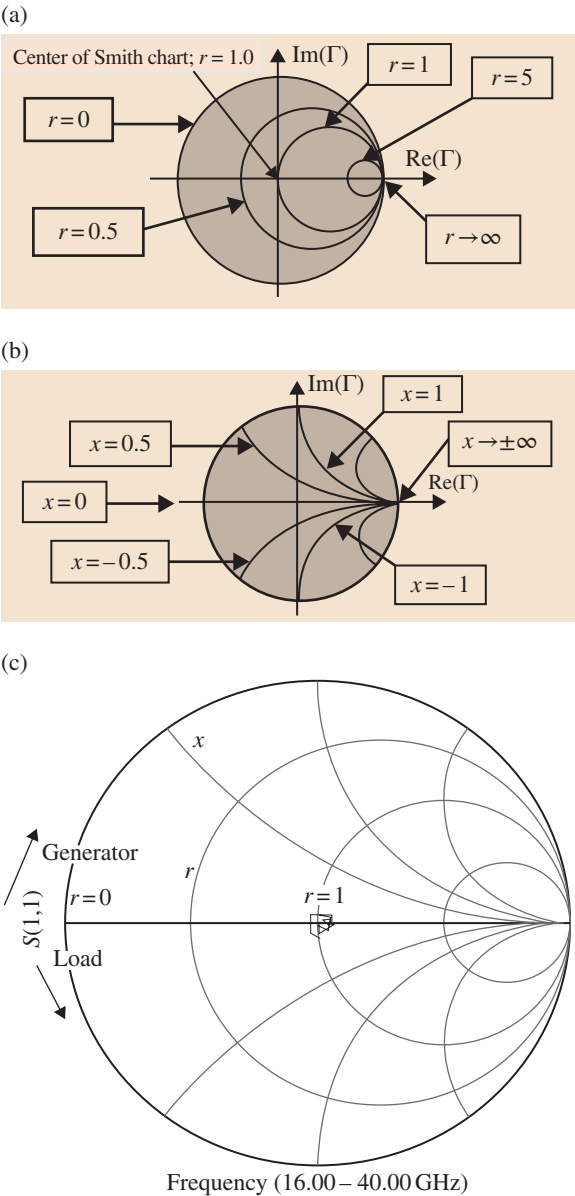 (a)
Center of Smith chart; r = 1.0
Im(Γ)
r = 1
r = 5
r = 0
Re(Γ)
r = 0.5
r → ∞
(b)
Im(Γ)
x = 1
x = 0.5
x → ±∞
x = 0
Re(Γ)
x = – 0.5
x = – 1
(c)
x
Generator
r
r = 0
r = 1
S(1,1)
Load
Frequency (16.00 – 40.00 GHz)